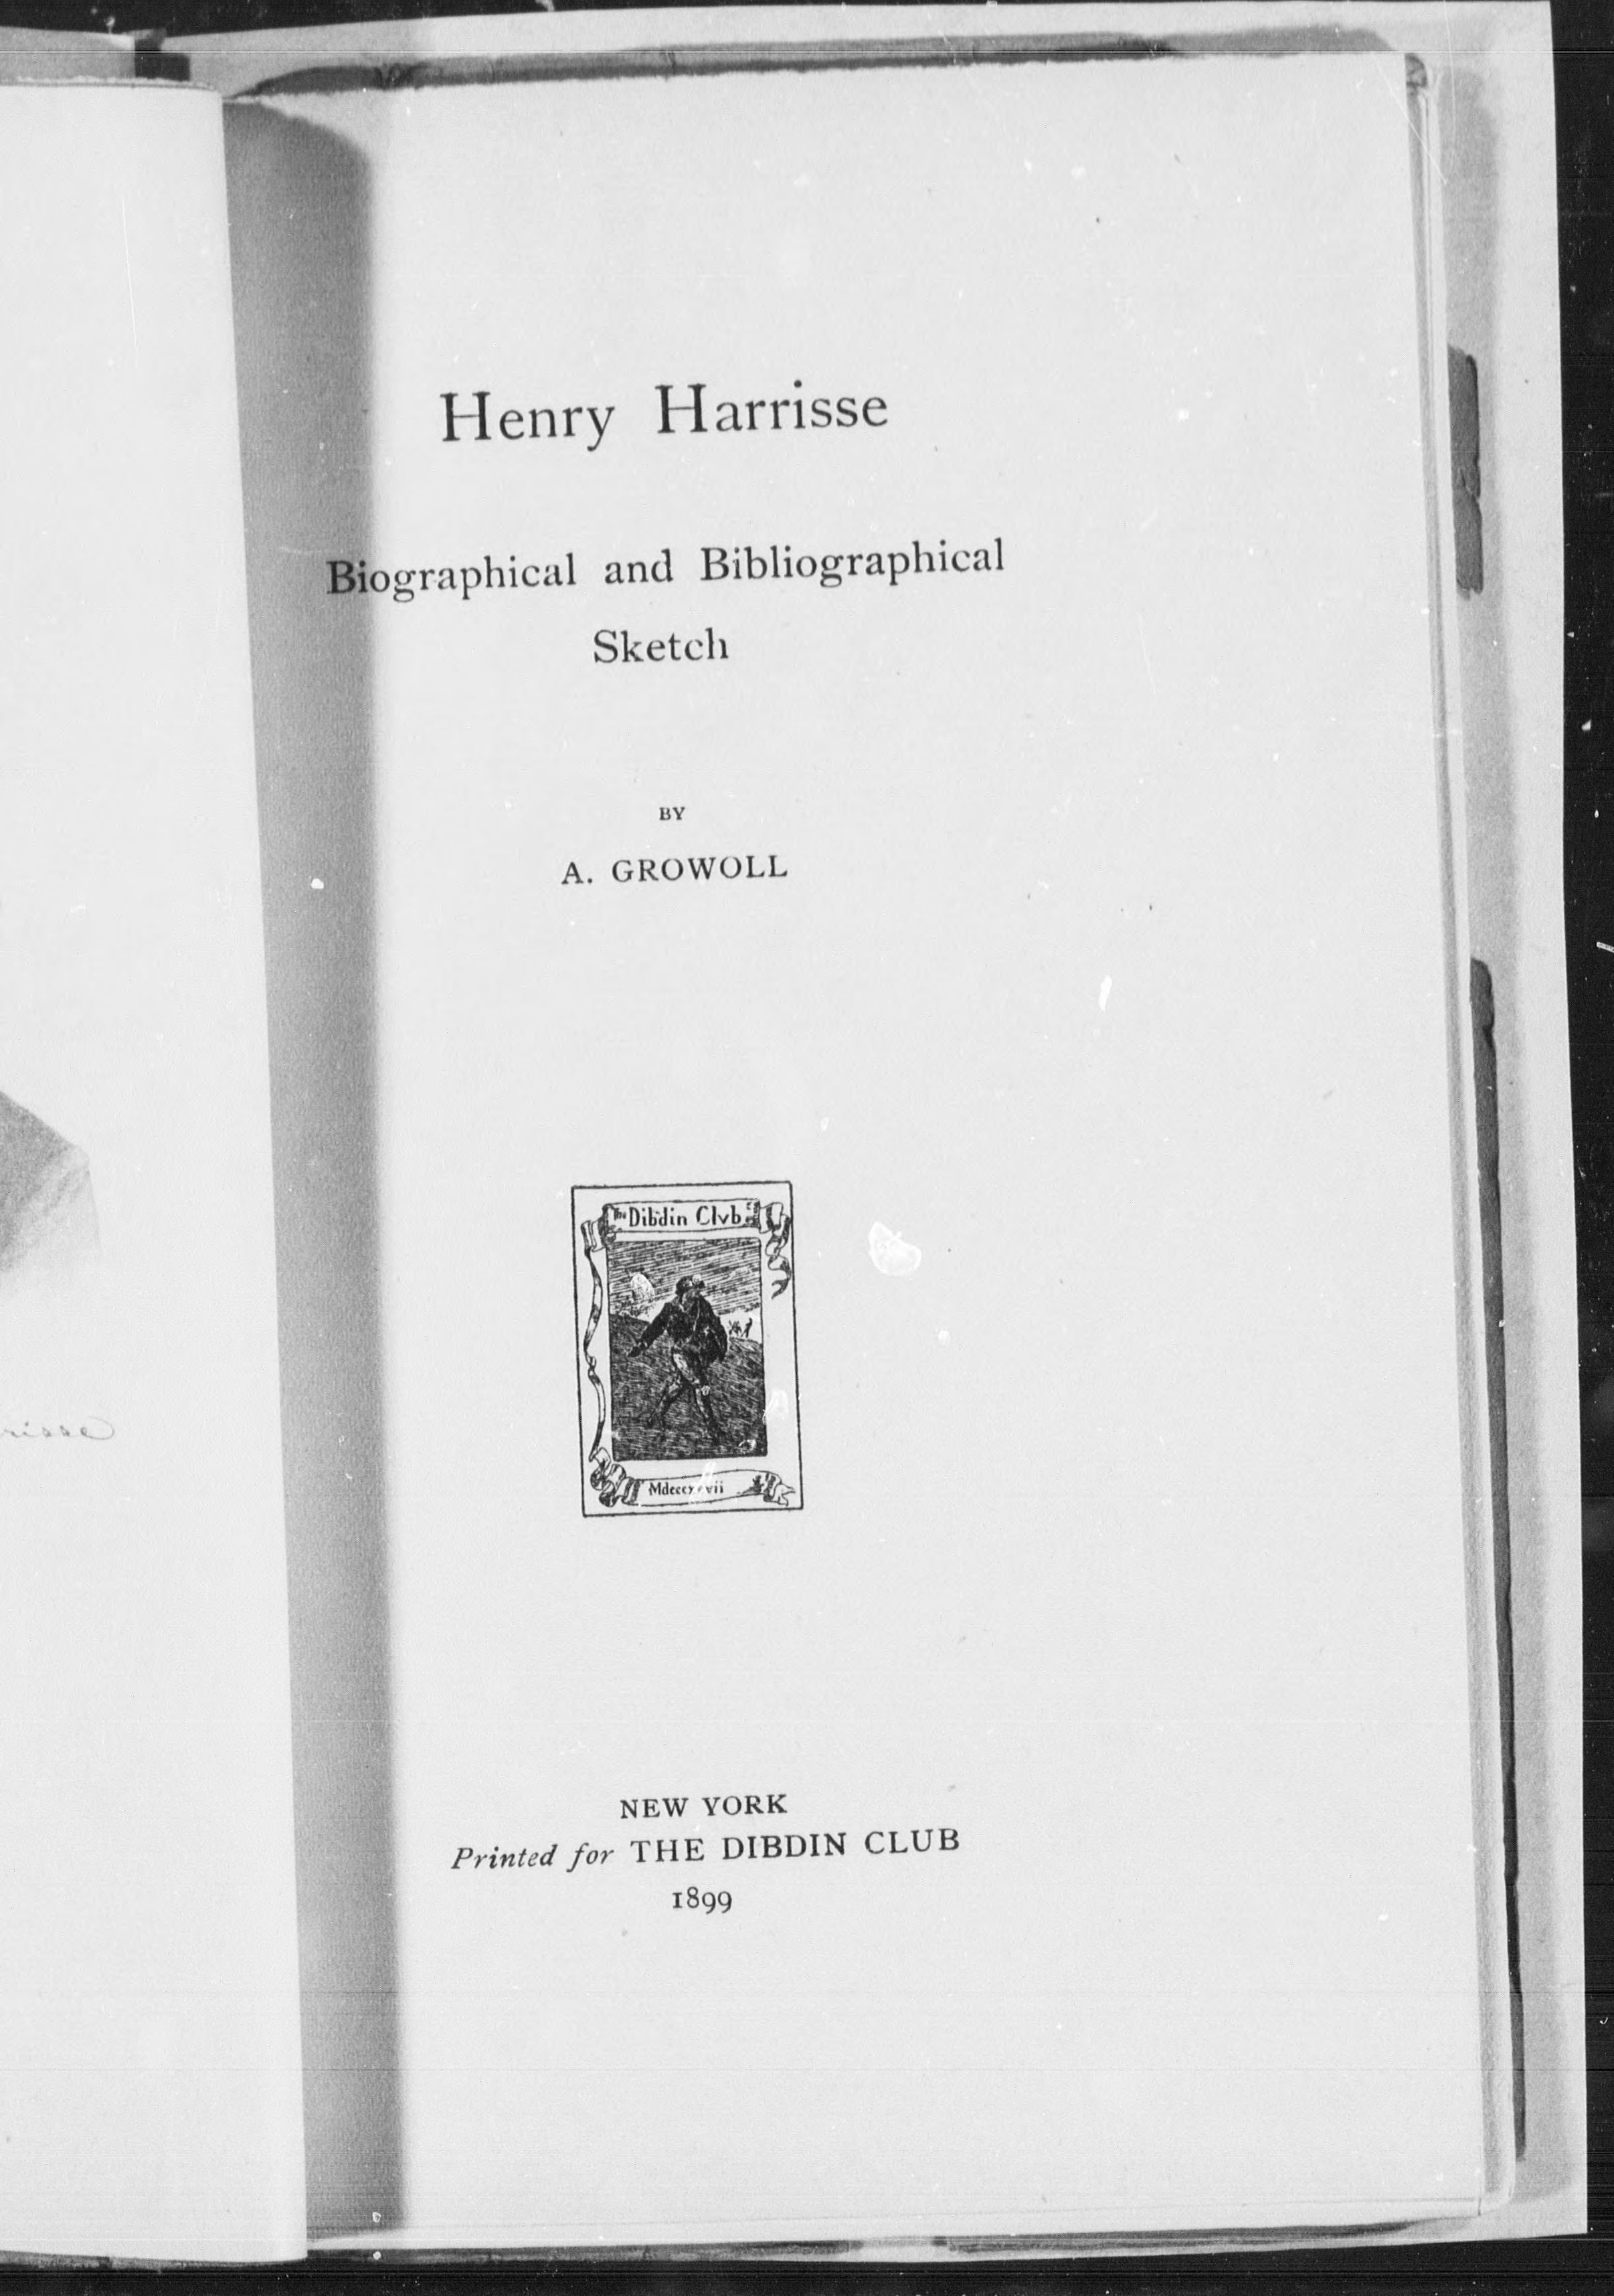 risse
Henry Harrisse
Biographical and Bibliographical
Sketch
BY
A. GROWOLL
The Dibdin Clvb
NEW YORK
Printed for THE DIBDIN CLUB
1899